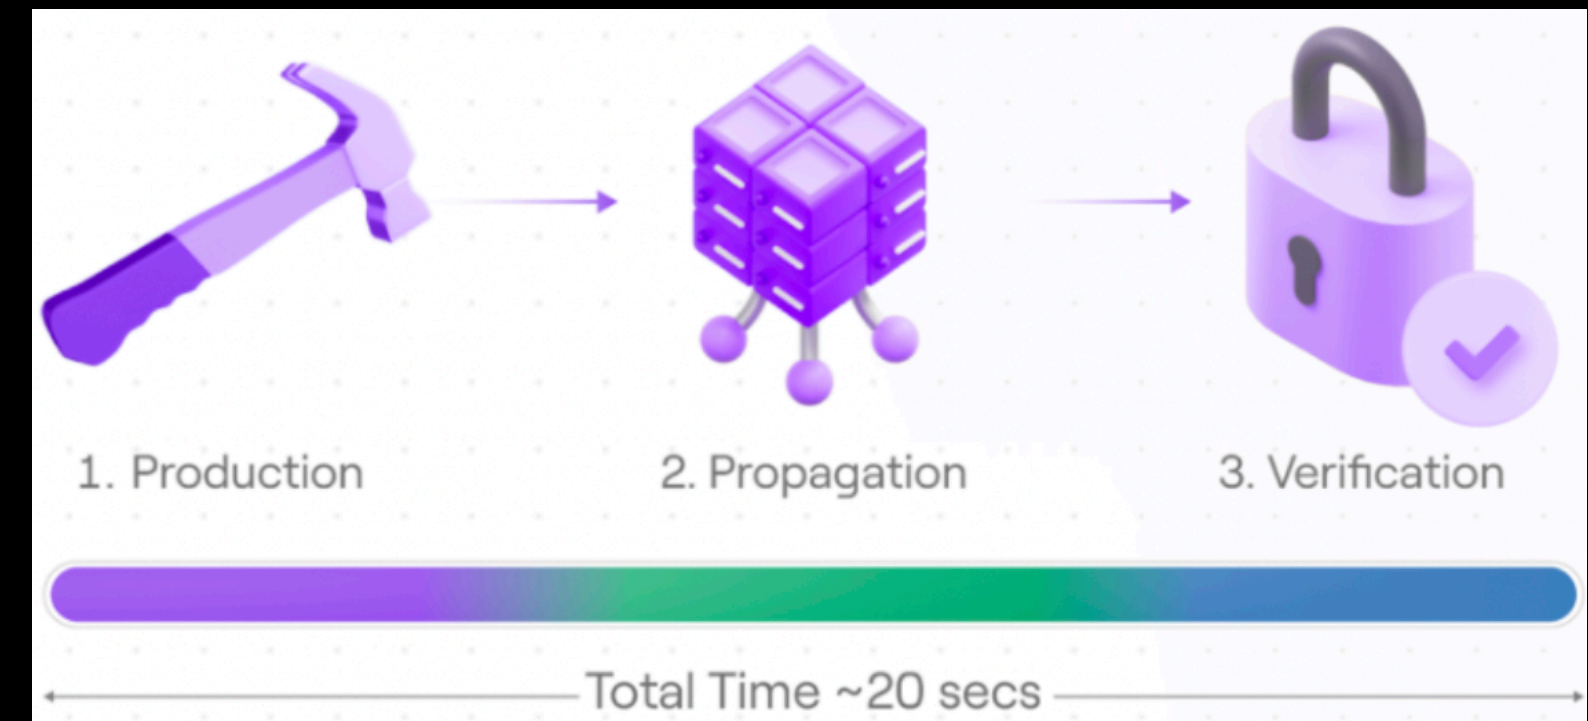 1. Production
2. Propagation
3. Verification
Total Time ~20 secs